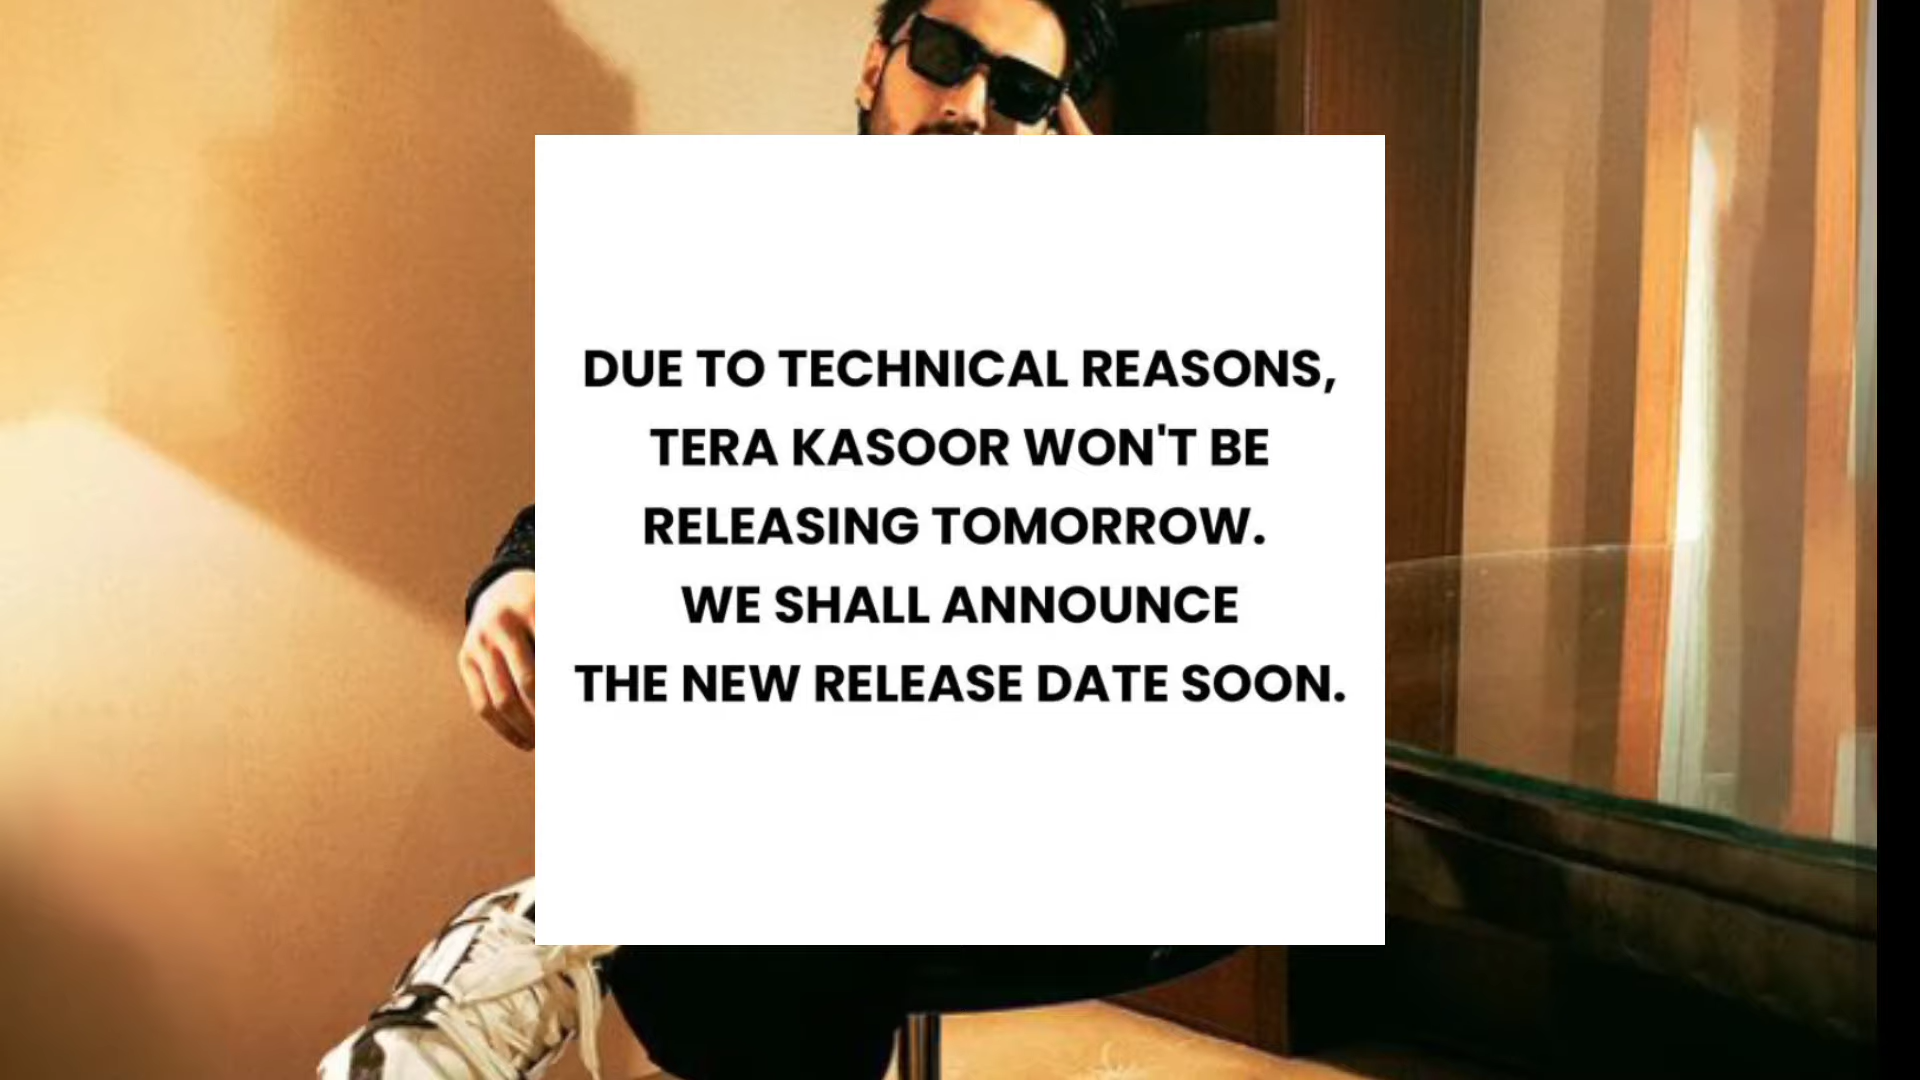 DUE TO TECHNICAL REASONS,
TERA KASOOR WON'T BE
RELEASING TOMORROW.
WE SHALL ANNOUNCE
THE NEW RELEASE DATE SOON.